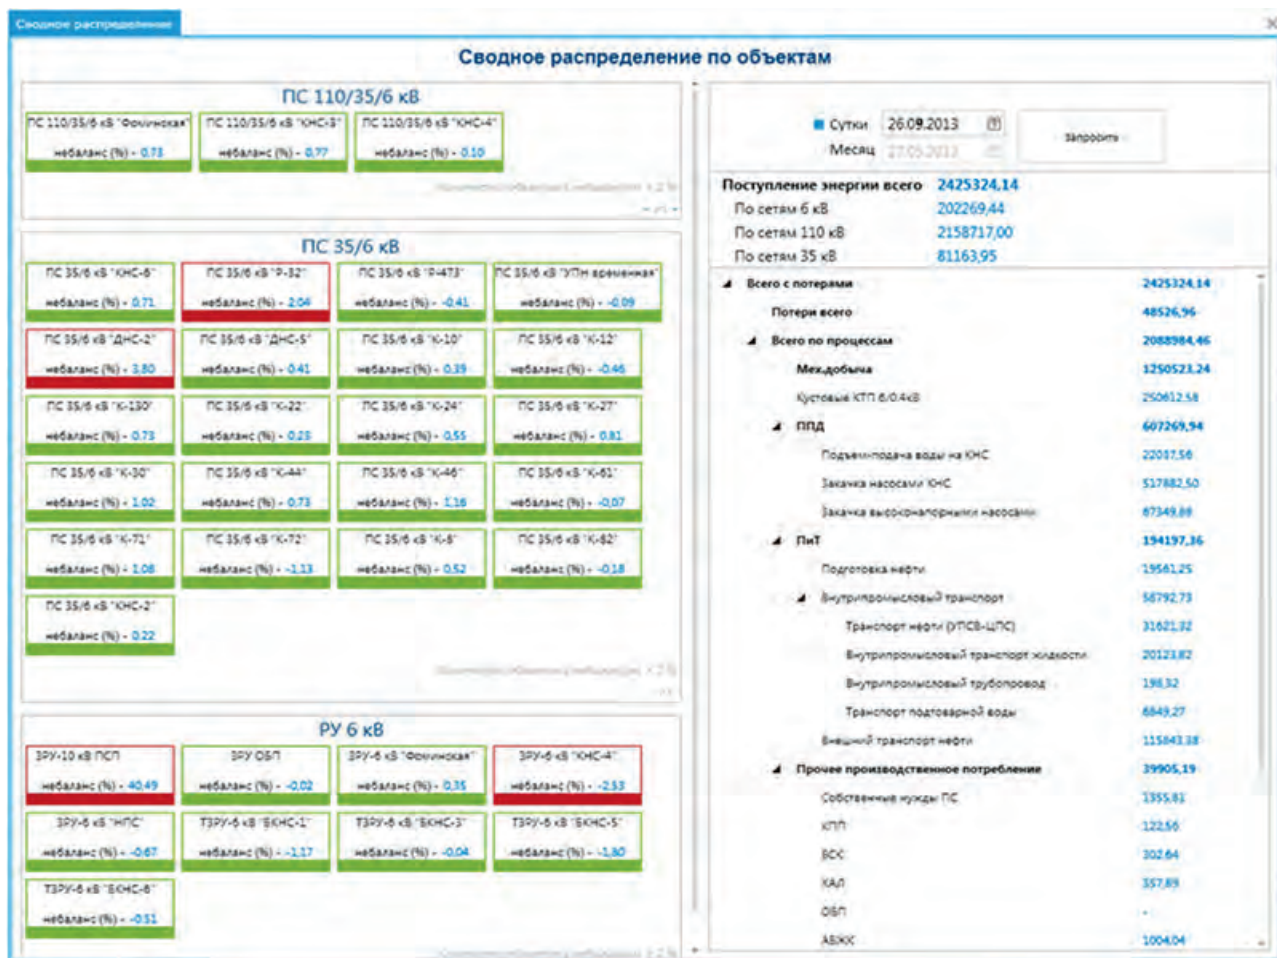 Сводное распределение
Сводное распределение по объектам
ПС 110/35/6 кВ
ПС 110/35/6 кВ "Фоминская"
небаланс (%) - 0,73
ПС 110/35/6 кВ "КНС-3"
небаланс (%) - 0,77
ПС 110/35/6 кВ "КНС-4"
небаланс (%) - 0,10
ПС 35/6 кВ
ПС 35/6 кВ "КНС-6"
небаланс (%) - 0,71
ПС 35/6 кВ "Р-32"
небаланс (%) - 2,04
ПС 35/6 кВ "Р-473"
небаланс (%) - -0,41
ПС 35/6 кВ "УПН временная"
небаланс (%) - -0,09
ПС 35/6 кВ "ДНС-2"
небаланс (%) - 3,80
ПС 35/6 кВ "ДНС-5"
небаланс (%) - 0,41
ПС 35/6 кВ "К-10"
небаланс (%) - 0,39
ПС 35/6 кВ "К-12"
небаланс (%) - -0,46
ПС 35/6 кВ "К-130"
небаланс (%) - 0,73
ПС 35/6 кВ "К-22"
небаланс (%) - 0,23
ПС 35/6 кВ "К-24"
небаланс (%) - 0,55
ПС 35/6 кВ "К-27"
небаланс (%) - 0,81
ПС 35/6 кВ "К-30"
небаланс (%) - 1,02
ПС 35/6 кВ "К-44"
небаланс (%) - 0,73
ПС 35/6 кВ "К-46"
небаланс (%) - 1,16
ПС 35/6 кВ "К-61"
небаланс (%) - -0,07
ПС 35/6 кВ "К-71"
небаланс (%) - 1,08
ПС 35/6 кВ "К-72"
небаланс (%) - -1,13
ПС 35/6 кВ "К-8"
небаланс (%) - 0,52
ПС 35/6 кВ "К-82"
небаланс (%) - -0,18
ПС 35/6 кВ "КНС-2"
небаланс (%) - 0,22
РУ 6 кВ
ЗРУ-10 кВ ПСП
небаланс (%) - 40,49
ЗРУ ОБП
небаланс (%) - -0,02
ЗРУ-6 кВ "Фоминская"
небаланс (%) - 0,35
ЗРУ-6 кВ "КНС-4"
небаланс (%) - -2,53
ЗРУ-6 кВ "НПС"
небаланс (%) - -0,67
ТЗРУ-6 кВ "БКНС-1"
небаланс (%) - -1,17
ТЗРУ-6 кВ "БКНС-3"
небаланс (%) - -0,04
ТЗРУ-6 кВ "БКНС-5"
небаланс (%) - -1,80
ТЗРУ-6 кВ "БКНС-6"
небаланс (%) - -0,51
Сутки 26.09.2013
Месяц 27.05.2013
Запросить
Поступление энергии всего 2425324,14
По сетям 6 кВ 202269,44
По сетям 110 кВ 2158717,00
По сетям 35 кВ 81163,95
Всего с потерями 2425324,14
Потери всего 48526,96
Всего по процессам 2088984,46
Мех.добыча 1250523,24
Кустовые КТП 6/0.4кВ 250612,58
ППД 607269,94
Подъем-подача воды на КНС 22037,56
Закачка насосами КНС 517882,50
Закачка высоконапорными насосами 67349,88
ПиТ 194197,36
Подготовка нефти 19561,25
Внутрипромысловый транспорт 58792,73
Транспорт нефти (УПСВ-ЦПС) 31621,32
Внутрипромысловый транспорт жидкости 20123,82
Внутрипромысловый трубопровод 198,32
Транспорт подтоварной воды 6849,27
Внешний транспорт нефти 115843,38
Прочее производственное потребление 39905,19
Собственные нужды ПС 1355,81
КПП 122,56
ВСК 302,64
ХАЛ 357,89
ОБП -
АБЖК 1004,04